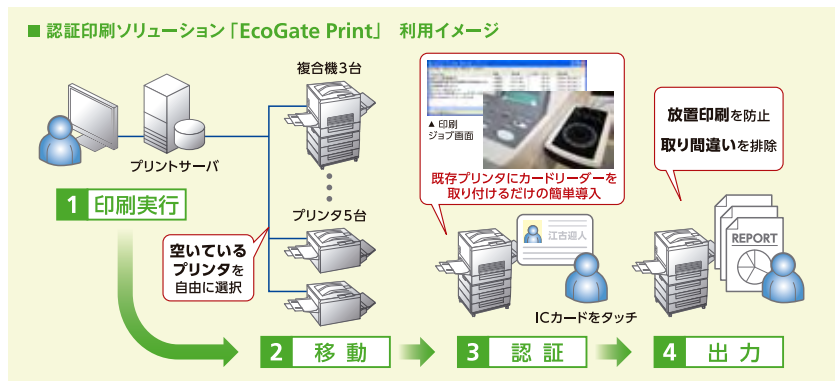 ■ 認証印刷ソリューション「EcoGate Print」 利用イメージ
複合機3台
プリントサーバ
1 印刷実行
プリンタ5台
空いている
プリンタを
自由に選択
2 移動
▲ 印刷
ジョブ画面
既存プリンタにカードリーダーを
取り付けるだけの簡単導入
江古迎人
ICカードをタッチ
3 認証
放置印刷を防止
取り間違いを排除
REPORT
4 出力